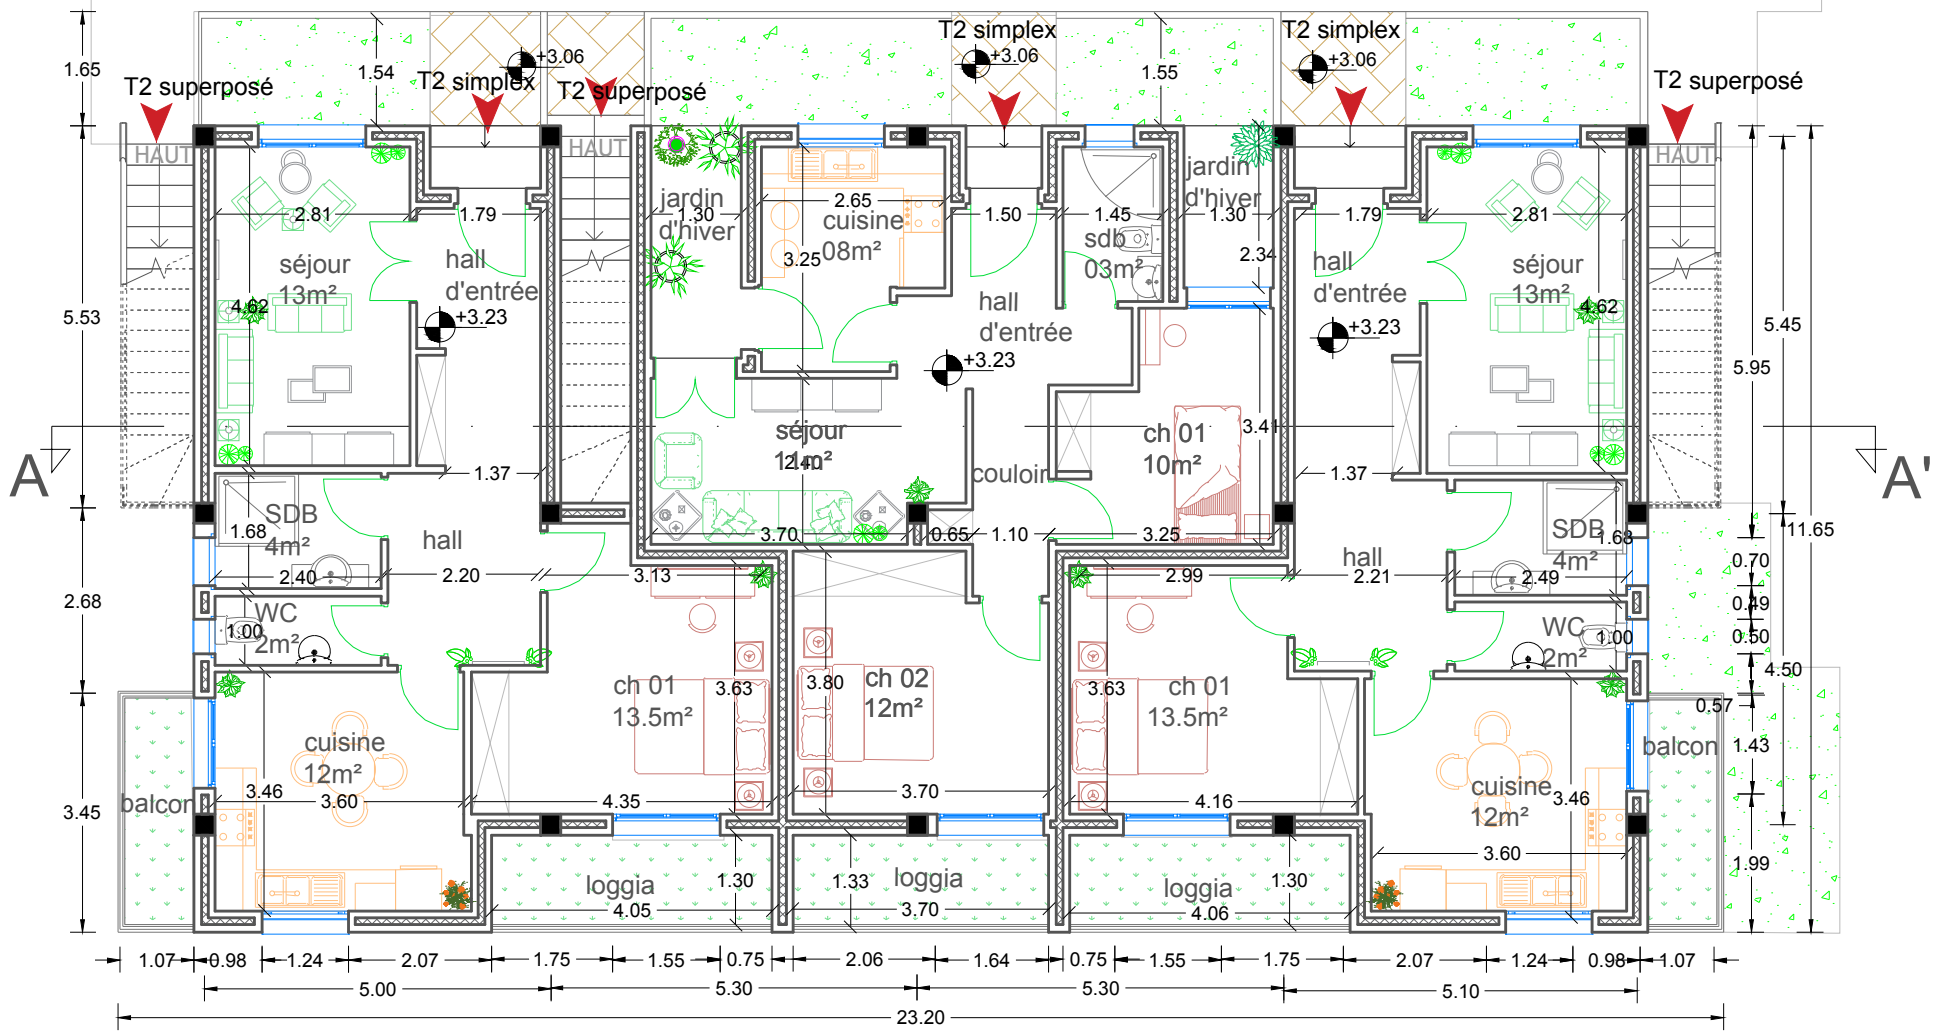 T2 simplex
T2 simplex
+3.06
+3.06
+3.06
1.65
1.54
1.55
T2 superposé
T2 simplex
T2 superposé
T2 superposé
HAUT
HAUT
HAUT
jardin
d'hiver
1.30
jardin
d'hiver
1.30
2.81
1.79
2.65
1.50
1.45
1.79
2.81
cuisine
08m²
3.25
sdb
03m²
2.34
séjour
13m²
4.62
hall
d'entrée
+3.23
hall
d'entrée
+3.23
hall
d'entrée
+3.23
séjour
13m²
4.62
5.53
5.45
5.95
séjour
11m²
2.40
ch 01
10m²
3.41
couloir
A
A'
1.37
1.37
SDB
4m²
1.68
hall
3.70
0.65
1.10
3.25
hall
SDB
4m²
1.68
11.65
2.40
2.20
3.13
2.99
2.21
2.49
0.70
2.68
0.49
WC
2m²
1.00
WC
2m²
1.00
0.50
4.50
ch 01
13.5m²
3.63
3.80
ch 02
12m²
3.63
ch 01
13.5m²
0.57
cuisine
12m²
3.46
3.60
balcon
4.35
3.70
4.16
cuisine
12m²
3.46
3.60
balcon
1.43
3.45
1.99
loggia
1.30
4.05
1.33
loggia
3.70
loggia
1.30
4.06
1.07
0.98
1.24
2.07
1.75
1.55
0.75
2.06
1.64
0.75
1.55
1.75
2.07
1.24
0.98
1.07
5.00
5.30
5.30
5.10
23.20